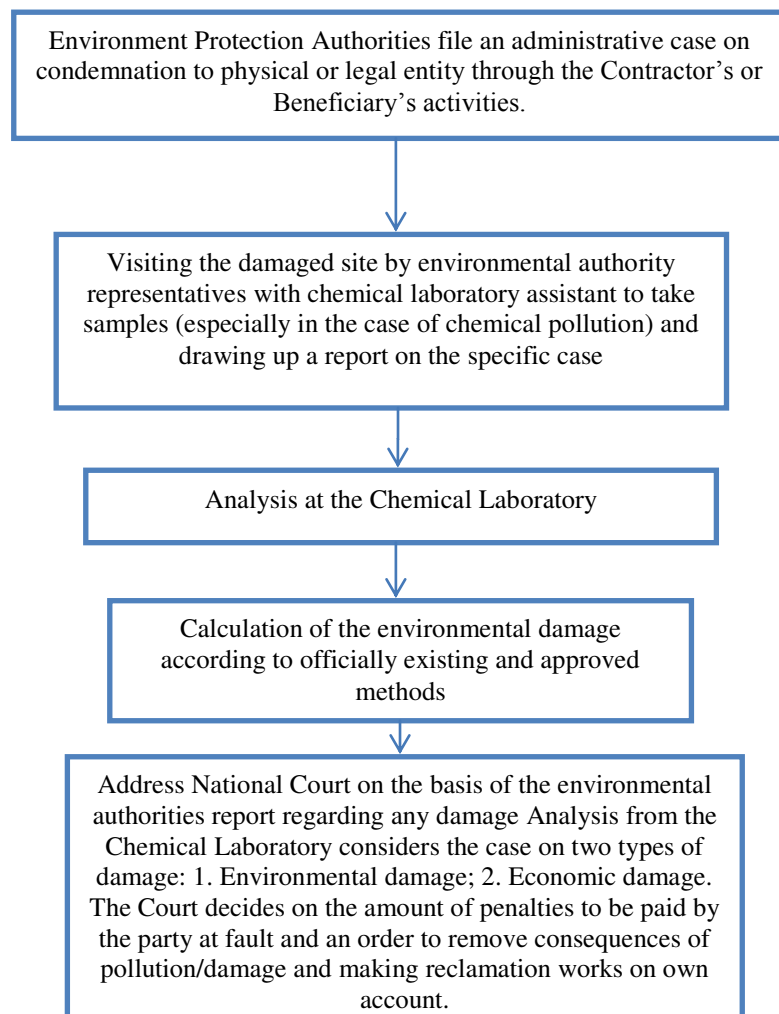 Environment Protection Authorities file an administrative case on
condemnation to physical or legal entity through the Contractor’s or
Beneficiary’s activities.
Visiting the damaged site by environmental authority
representatives with chemical laboratory assistant to take
samples (especially in the case of chemical pollution) and
drawing up a report on the specific case
Analysis at the Chemical Laboratory
Calculation of the environmental damage
according to officially existing and approved
methods
Address National Court on the basis of the environmental
authorities report regarding any damage Analysis from the
Chemical Laboratory considers the case on two types of
damage: 1. Environmental damage; 2. Economic damage.
The Court decides on the amount of penalties to be paid by
the party at fault and an order to remove consequences of
pollution/damage and making reclamation works on own
account.